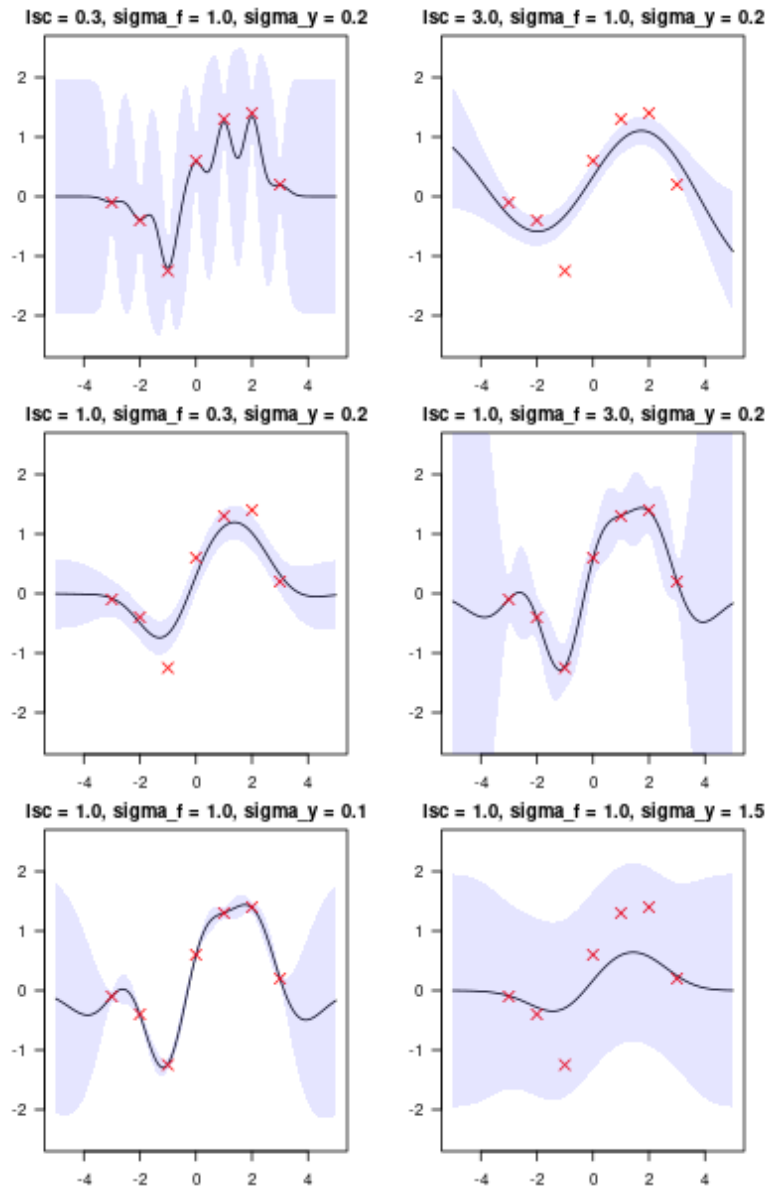 lsc = 0.3, sigma_f = 1.0, sigma_y = 0.2
2
1
0
-1
-2
-4 -2 0 2 4
lsc = 3.0, sigma_f = 1.0, sigma_y = 0.2
2
1
0
-1
-2
-4 -2 0 2 4
lsc = 1.0, sigma_f = 0.3, sigma_y = 0.2
2
1
0
-1
-2
-4 -2 0 2 4
lsc = 1.0, sigma_f = 3.0, sigma_y = 0.2
2
1
0
-1
-2
-4 -2 0 2 4
lsc = 1.0, sigma_f = 1.0, sigma_y = 0.1
2
1
0
-1
-2
-4 -2 0 2 4
lsc = 1.0, sigma_f = 1.0, sigma_y = 1.5
2
1
0
-1
-2
-4 -2 0 2 4